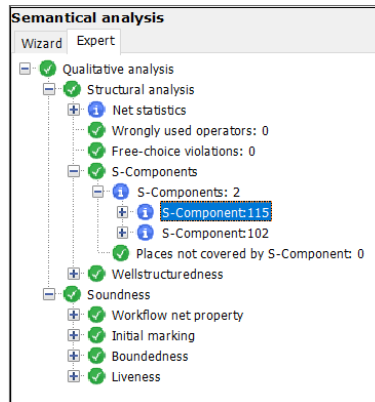 Semantical analysis
Wizard Expert
Qualitative analysis
Structural analysis
Net statistics
Wrongly used operators: 0
Free-choice violations: 0
S-Components
S-Components: 2
S-Component:115
S-Component:102
Places not covered by S-Component: 0
Wellstructuredness
Soundness
Workflow net property
Initial marking
Boundedness
Liveness